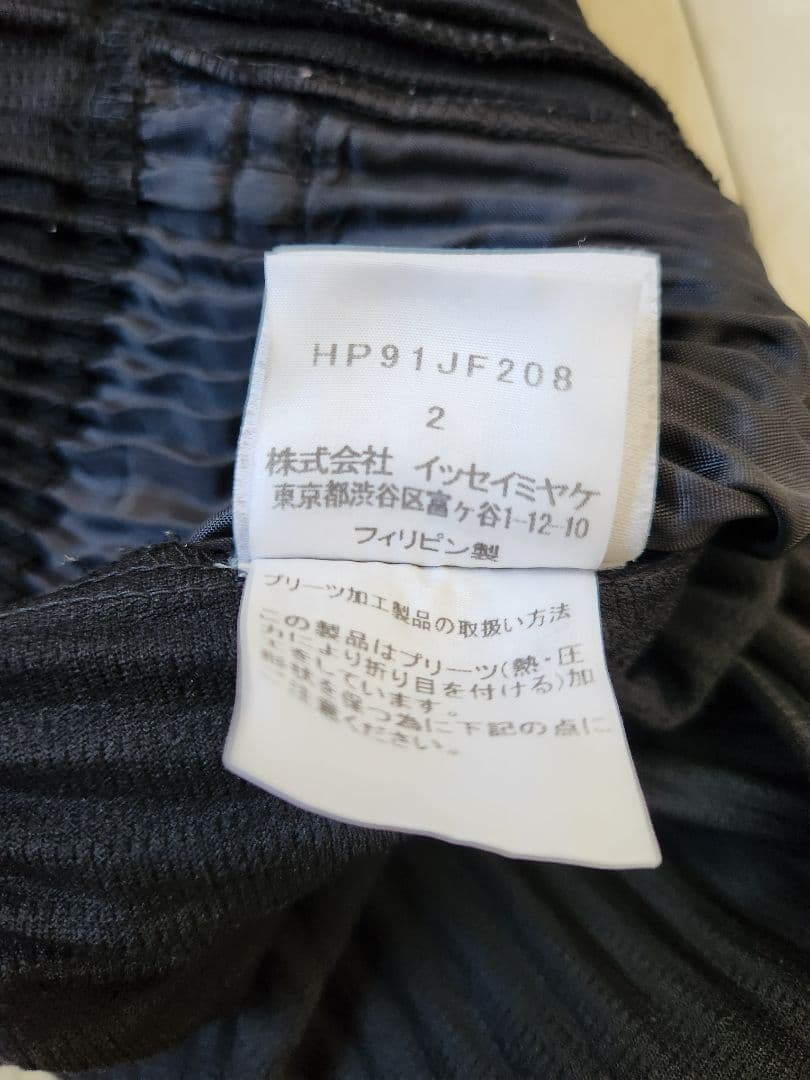 HP91JF208
2
株式会社 イッセイミヤケ
東京都渋谷区富ヶ谷1-12-10
フィリピン製
プリーツ加工製品の取扱い方法
この製品はプリーツ(熱・圧
力により折り目を付ける)加
工をしています。
形状を保つ為に下記の点に
ご注意ください。